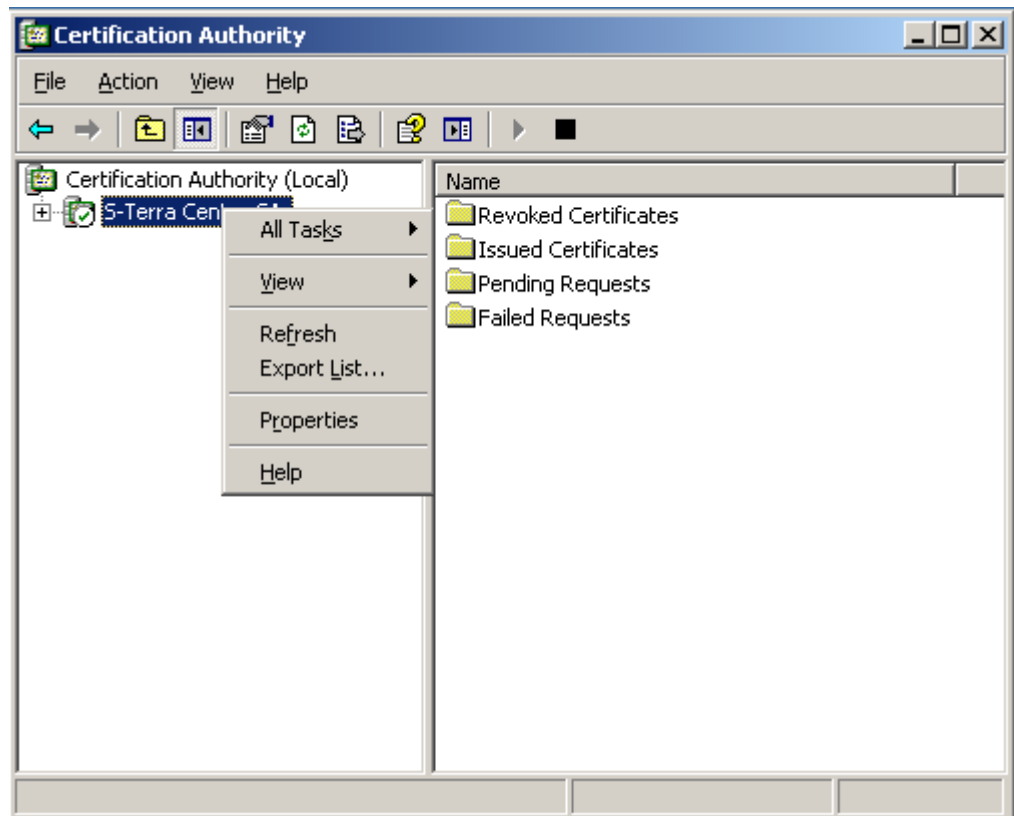 Certification Authority
File Action View Help
Certification Authority (Local)
S-Terra
Name
Revoked Certificates
Issued Certificates
Pending Requests
Failed Requests
All Tasks
View
Refresh
Export List...
Properties
Help